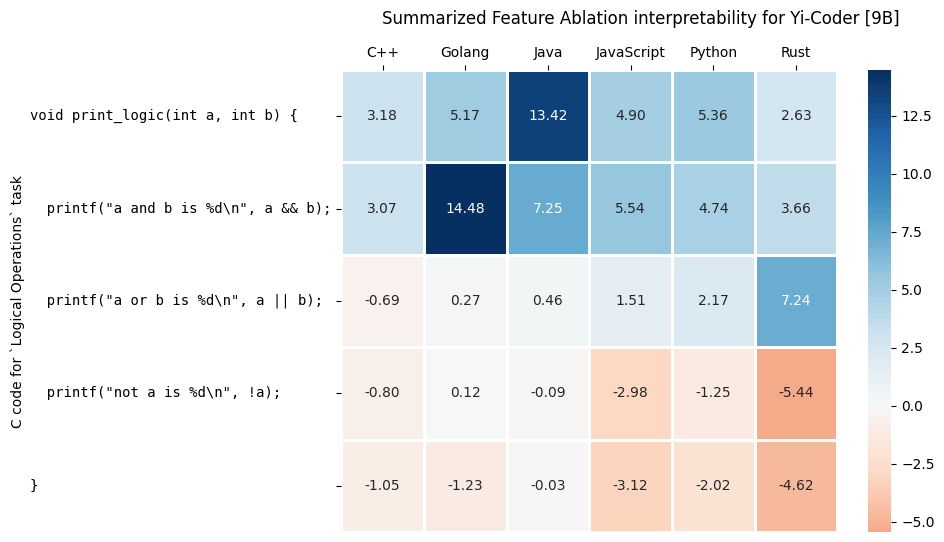 Summarized Feature Ablation interpretability for Yi-Coder [9B]
C++ Golang Java JavaScript Python Rust
C code for `Logical Operations` task
void print_logic(int a, int b) { 3.18 5.17 13.42 4.90 5.36 2.63
printf("a and b is %d\n", a && b); 3.07 14.48 7.25 5.54 4.74 3.66
printf("a or b is %d\n", a || b); -0.69 0.27 0.46 1.51 2.17 7.24
printf("not a is %d\n", !a); -0.80 0.12 -0.09 -2.98 -1.25 -5.44
} -1.05 -1.23 -0.03 -3.12 -2.02 -4.62
12.5
10.0
7.5
5.0
2.5
0.0
−2.5
−5.0